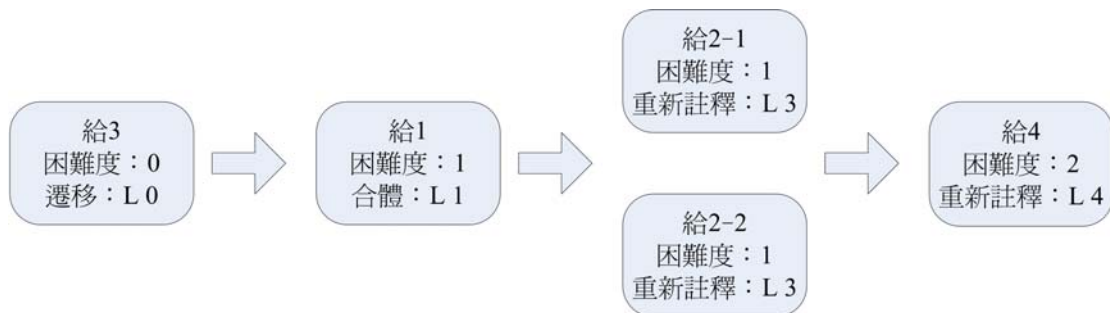 給3
困難度：0
遷移：L 0
給1
困難度：1
合體：L 1
給2-1
困難度：1
重新註釋：L 3
給2-2
困難度：1
重新註釋：L 3
給4
困難度：2
重新註釋：L 4